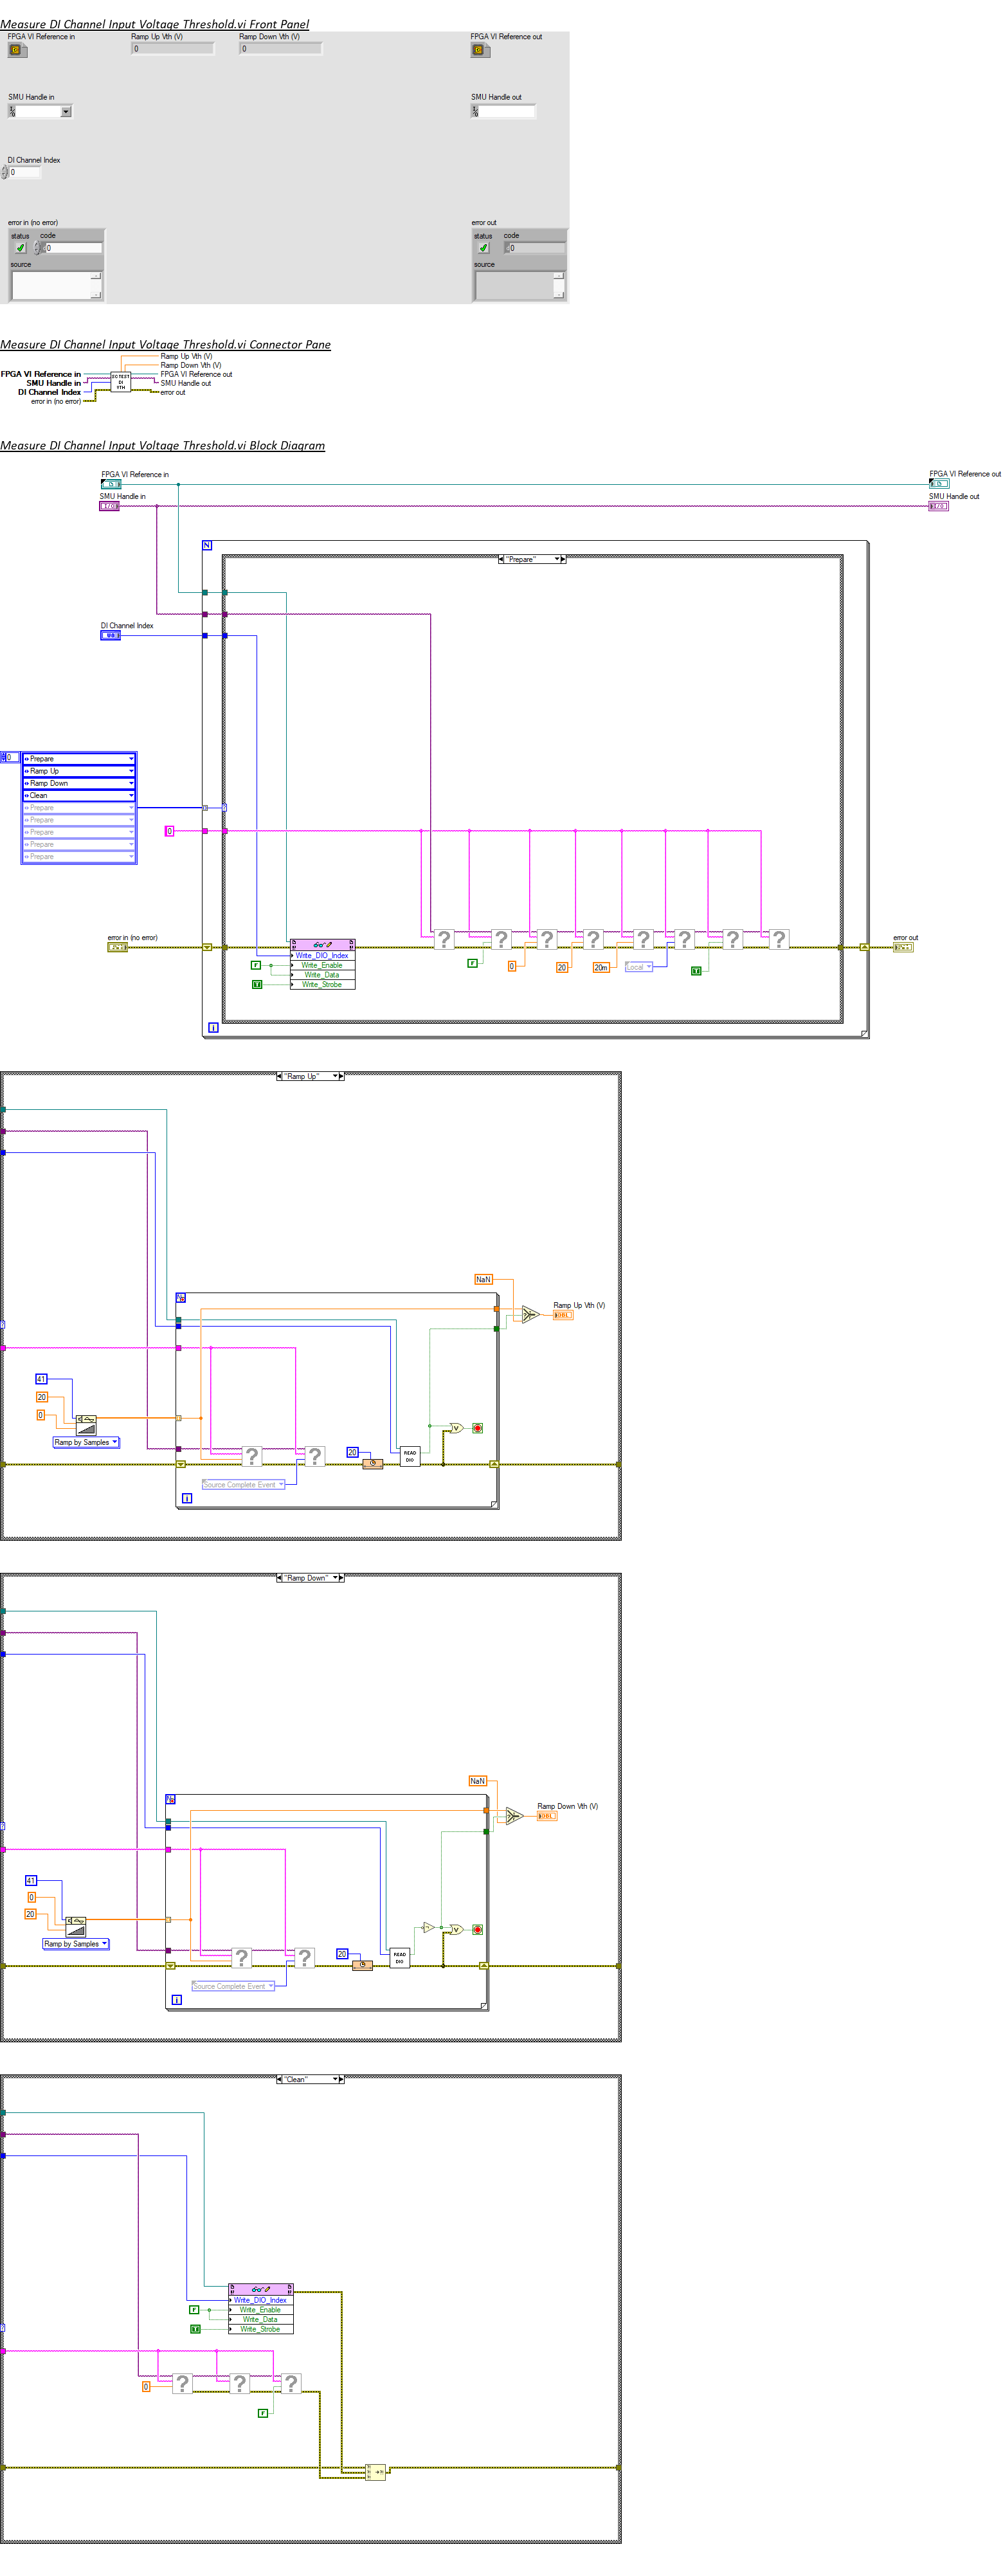 Measure DI Channel Input Voltage Threshold.vi Front Panel
FPGA VI Reference in
Ramp Up Vth (V)
Ramp Down Vth (V)
FPGA VI Reference out
0
0
SMU Handle in
SMU Handle out
DI Channel Index
0
error in (no error)
error out
status code
status code
0
0
source
source
Measure DI Channel Input Voltage Threshold.vi Connector Pane
Ramp Up Vth (V)
Ramp Down Vth (V)
FPGA VI Reference in
FPGA VI Reference out
SMU Handle in
SMU Handle out
DI Channel Index
error out
error in (no error)
DI
VTH
Measure DI Channel Input Voltage Threshold.vi Block Diagram
FPGA VI Reference in
FPGA VI Reference out
SMU Handle in
SMU Handle out
I/O
I/O
N
"Prepare"
DI Channel Index
U8
0
Prepare
Ramp Up
Ramp Down
Clean
Prepare
Prepare
Prepare
Prepare
Prepare
0
error in (no error)
error out
Write_DIO_Index
Write_Enable
Write_Data
Write_Strobe
F
T
? ? ? ? ? ? ? ?
F
0
20
20m
Local
T
i
"Ramp Up"
NaN
Ramp Up Vth (V)
DBL
41
20
0
Ramp by Samples
? ?
20
READ
DIO
V
Source Complete Event
i
"Ramp Down"
NaN
Ramp Down Vth (V)
DBL
41
0
20
Ramp by Samples
? ?
20
READ
DIO
V
Source Complete Event
i
"Clean"
Write_DIO_Index
Write_Enable
Write_Data
Write_Strobe
F
T
? ? ?
0
F